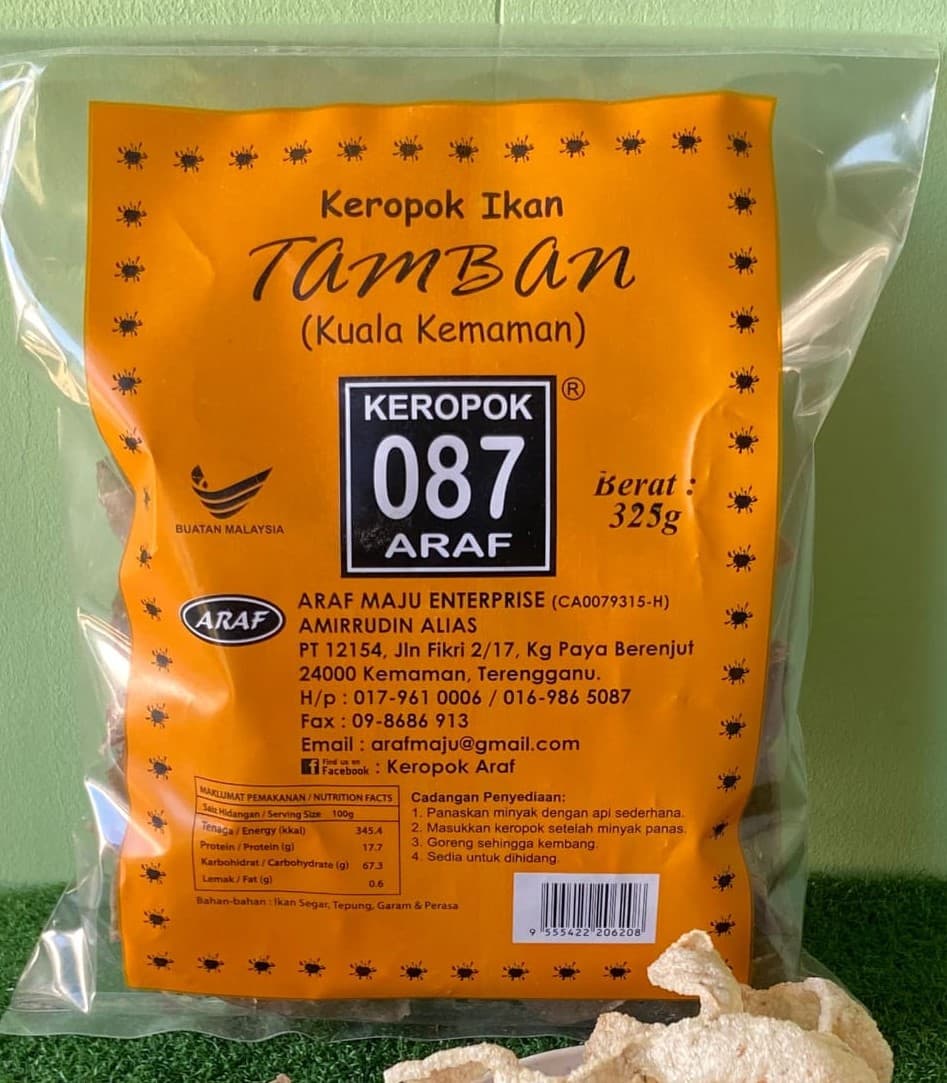 Keropok Ikan
TAMBAN
(Kuala Kemaman)
KEROPOK
087
ARAF
®
BUATAN MALAYSIA
Berat :
325g
ARAF
ARAF MAJU ENTERPRISE (CA0079315-H)
AMIRRUDIN ALIAS
PT 12154, Jln Fikri 2/17, Kg Paya Berenjut
24000 Kemaman, Terengganu.
H/p : 017-961 0006 / 016-986 5087
Fax : 09-8686 913
Email : arafmaju@gmail.com
f Find us on Facebook : Keropok Araf
MAKLUMAT PEMAKANAN / NUTRITION FACTS
Saiz Hidangan / Serving Size 100g
Tenaga / Energy (kkal) 345.4
Protein / Protein (g) 17.7
Karbohidrat / Carbohydrate (g) 67.3
Lemak / Fat (g) 0.6
Bahan-bahan : Ikan Segar, Tepung, Garam & Perasa
Cadangan Penyediaan:
1. Panaskan minyak dengan api sederhana.
2. Masukkan keropok setelah minyak panas.
3. Goreng sehingga kembang.
4. Sedia untuk dihidang.
9 555422 206208